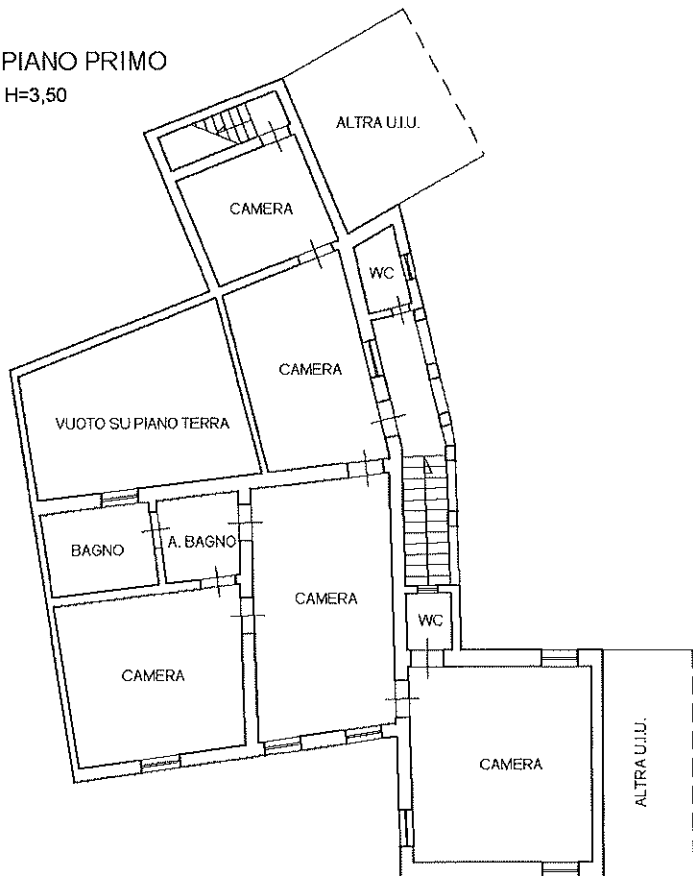 PIANO PRIMO
H=3,50
ALTRA U.I.U.
CAMERA
WC
CAMERA
VUOTO SU PIANO TERRA
BAGNO
A. BAGNO
CAMERA
WC
CAMERA
CAMERA
ALTRA U.I.U.